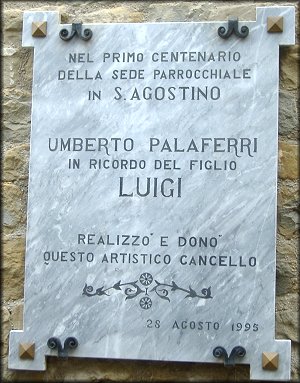 NEL PRIMO CENTENARIO
DELLA SEDE PARROCCHIALE
IN S. AGOSTINO
UMBERTO PALAFERRI
IN RICORDO DEL FIGLIO
LUIGI
REALIZZO' E DONO'
QUESTO ARTISTICO CANCELLO
28 AGOSTO 1995